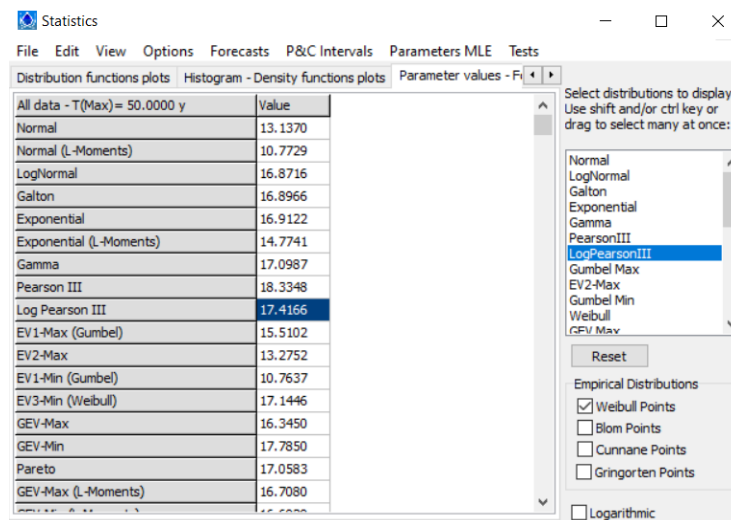 Statistics
File Edit View Options Forecasts P&C Intervals Parameters MLE Tests
Distribution functions plots Histogram - Density functions plots Parameter values - F
All data - T(Max)= 50.0000 y Value
Normal 13.1370
Normal (L-Moments) 10.7729
LogNormal 16.8716
Galton 16.8966
Exponential 16.9122
Exponential (L-Moments) 14.7741
Gamma 17.0987
Pearson III 18.3348
Log Pearson III 17.4166
EV1-Max (Gumbel) 15.5102
EV2-Max 13.2752
EV1-Min (Gumbel) 10.7637
EV3-Min (Weibull) 17.1446
GEV-Max 16.3450
GEV-Min 17.7850
Pareto 17.0583
GEV-Max (L-Moments) 16.7080
Select distributions to display
Use shift and/or ctrl key or
drag to select many at once:
Normal
LogNormal
Galton
Exponential
Gamma
PearsonIII
LogPearsonIII
Gumbel Max
EV2-Max
Gumbel Min
Weibull
GEV Max
Reset
Empirical Distributions
Weibull Points
Blom Points
Cunnane Points
Gringorten Points
Logarithmic